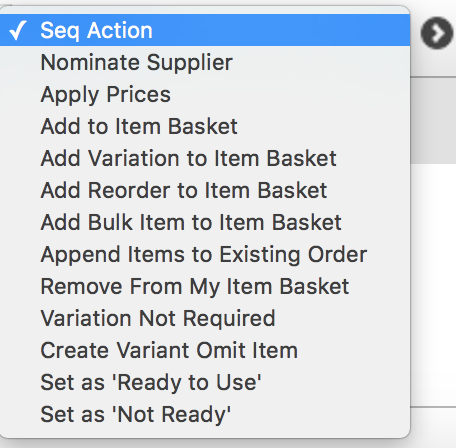 ✓ Seq Action
Nominate Supplier
Apply Prices
Add to Item Basket
Add Variation to Item Basket
Add Reorder to Item Basket
Add Bulk Item to Item Basket
Append Items to Existing Order
Remove From My Item Basket
Variation Not Required
Create Variant Omit Item
Set as 'Ready to Use'
Set as 'Not Ready'